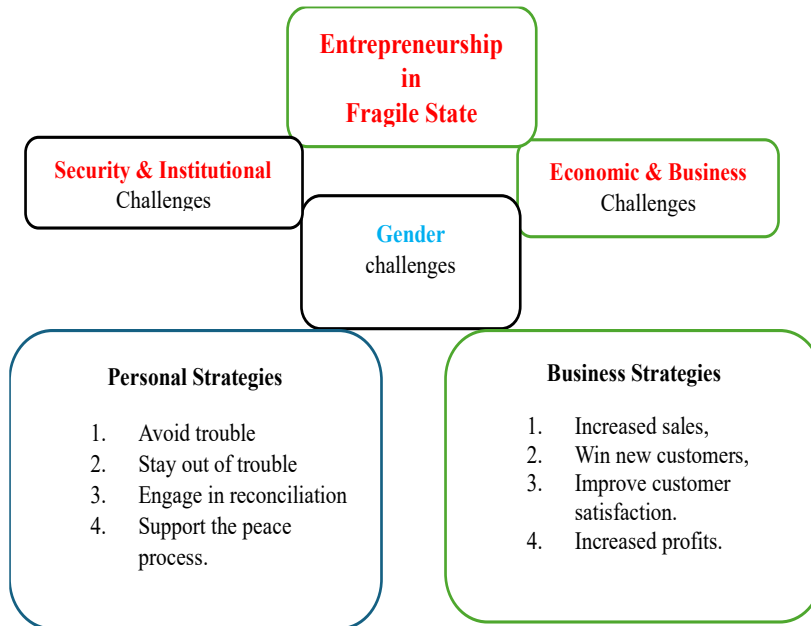 Entrepreneurship
in
Fragile State
Security & Institutional
Challenges
Economic & Business
Challenges
Gender
challenges
Personal Strategies
1. Avoid trouble
2. Stay out of trouble
3. Engage in reconciliation
4. Support the peace
process.
Business Strategies
1. Increased sales,
2. Win new customers,
3. Improve customer
satisfaction.
4. Increased profits.